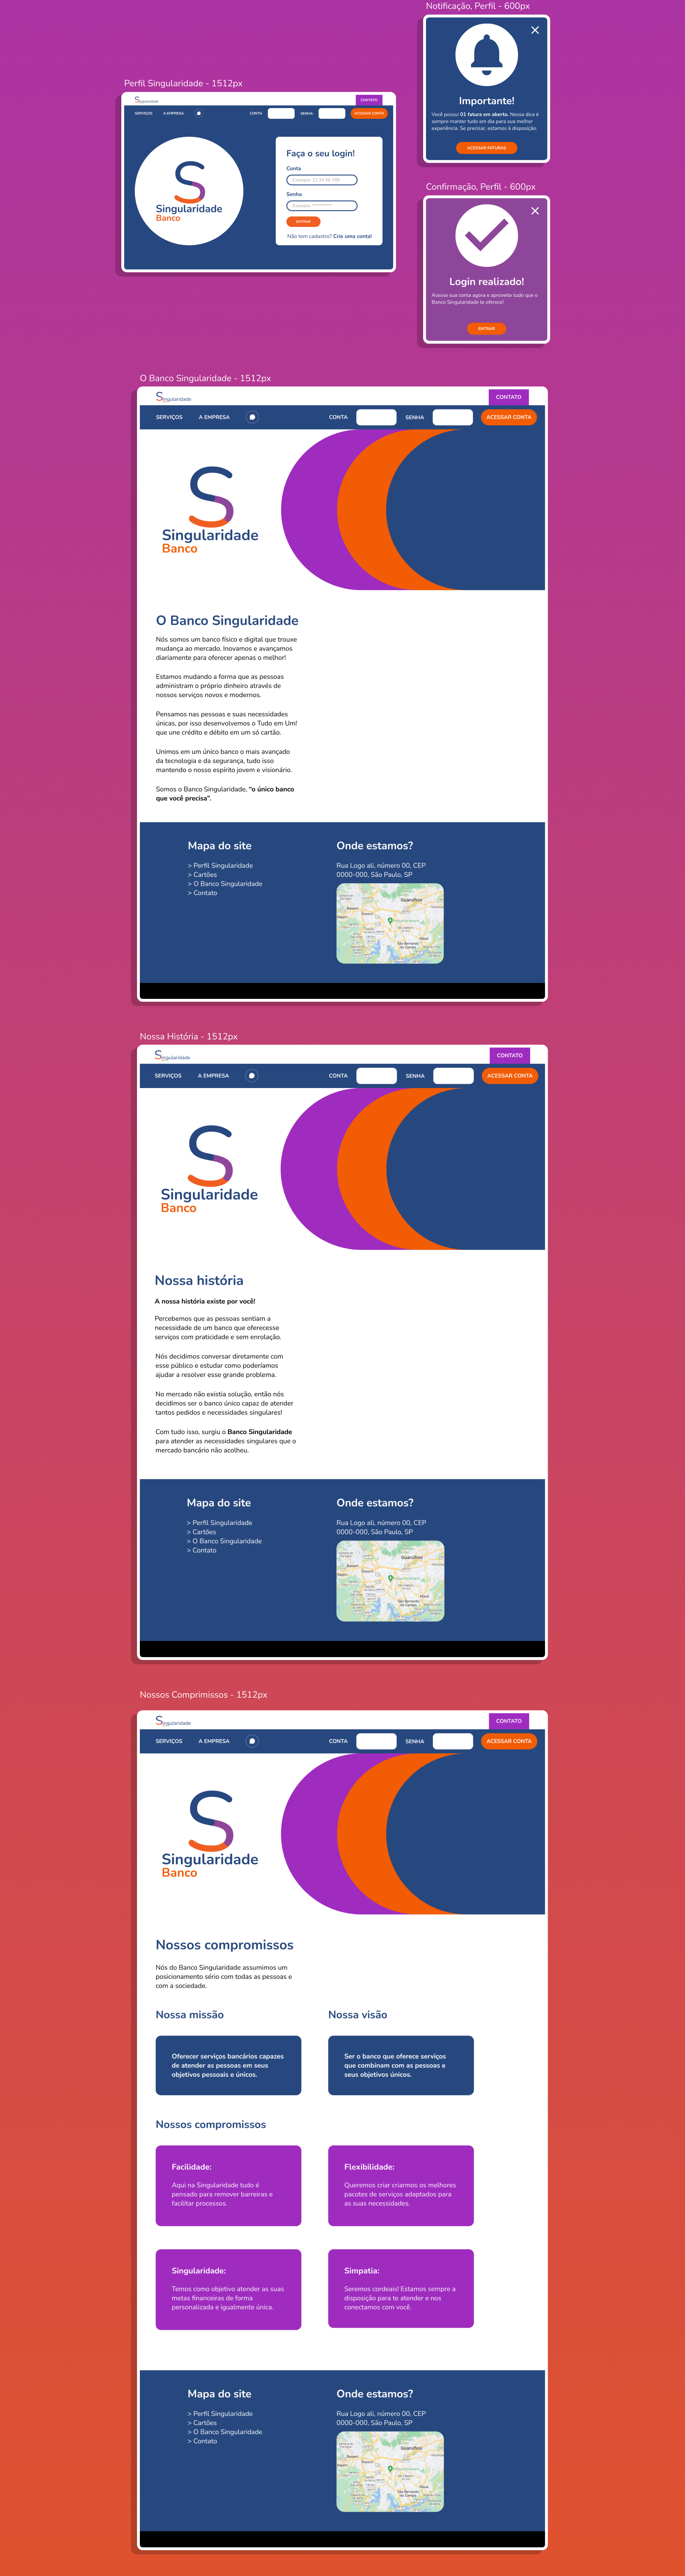 Notificação, Perfil - 600px
Importante!
Você possui 01 fatura em aberto. Nossa dica é
sempre manter tudo em dia para sua melhor
experiência. Se precisar, estamos à disposição.
ACESSAR FATURAS
Perfil Singularidade - 1512px
Singularidade
CONTATO
SERVIÇOS
A EMPRESA
CONTA
SENHA
ACESSAR CONTA
Singularidade
Banco
Faça o seu login!
Conta
Exemplo: 12 34 56 789
Senha
Exemplo: **********
ENTRAR
Não tem cadastro? Crie uma conta!
Confirmação, Perfil - 600px
Login realizado!
Acesse sua conta agora e aproveite tudo que o
Banco Singularidade te oferece!
ENTRAR
O Banco Singularidade - 1512px
Singularidade
CONTATO
SERVIÇOS
A EMPRESA
CONTA
SENHA
ACESSAR CONTA
Singularidade
Banco
O Banco Singularidade
Nós somos um banco físico e digital que trouxe
mudança ao mercado. Inovamos e avançamos
diariamente para oferecer apenas o melhor!
Estamos mudando a forma que as pessoas
administram o próprio dinheiro através de
nossos serviços novos e modernos.
Pensamos nas pessoas e suas necessidades
únicas, por isso desenvolvemos o Tudo em Um!
que une crédito e débito em um só cartão.
Unimos em um único banco o mais avançado
da tecnologia e da segurança, tudo isso
mantendo o nosso espírito jovem e visionário.
Somos o Banco Singularidade, "o único banco
que você precisa".
Mapa do site
> Perfil Singularidade
> Cartões
> O Banco Singularidade
> Contato
Onde estamos?
Rua Logo ali, número 00, CEP
0000-000, São Paulo, SP
Guarulhos
Nossa História - 1512px
Singularidade
CONTATO
SERVIÇOS
A EMPRESA
CONTA
SENHA
ACESSAR CONTA
Singularidade
Banco
Nossa história
A nossa história existe por você!
Percebemos que as pessoas sentiam a
necessidade de um banco que oferecesse
serviços com praticidade e sem enrolação.
Nós decidimos conversar diretamente com
esse público e estudar como poderíamos
ajudar a resolver esse grande problema.
No mercado não existia solução, então nós
decidimos ser o banco único capaz de atender
tantos pedidos e necessidades singulares!
Com tudo isso, surgiu o Banco Singularidade
para atender as necessidades singulares que o
mercado bancário não acolheu.
Mapa do site
> Perfil Singularidade
> Cartões
> O Banco Singularidade
> Contato
Onde estamos?
Rua Logo ali, número 00, CEP
0000-000, São Paulo, SP
Guarulhos
Nossos Comprimissos - 1512px
Singularidade
CONTATO
SERVIÇOS
A EMPRESA
CONTA
SENHA
ACESSAR CONTA
Singularidade
Banco
Nossos compromissos
Nós do Banco Singularidade assumimos um
posicionamento sério com todas as pessoas e
com a sociedade.
Nossa missão
Oferecer serviços bancários capazes
de atender as pessoas em seus
objetivos pessoais e únicos.
Nossa visão
Ser o banco que oferece serviços
que combinam com as pessoas e
seus objetivos únicos.
Nossos compromissos
Facilidade:
Aqui na Singularidade tudo é
pensado para remover barreiras e
facilitar processos.
Flexibilidade:
Queremos criar criarmos os melhores
pacotes de serviços adaptados para
as suas necessidades.
Singularidade:
Temos como objetivo atender as suas
metas financeiras de forma
personalizada e igualmente única.
Simpatia:
Seremos cordeais! Estamos sempre a
disposição para te atender e nos
conectamos com você.
Mapa do site
> Perfil Singularidade
> Cartões
> O Banco Singularidade
> Contato
Onde estamos?
Rua Logo ali, número 00, CEP
0000-000, São Paulo, SP
Guarulhos